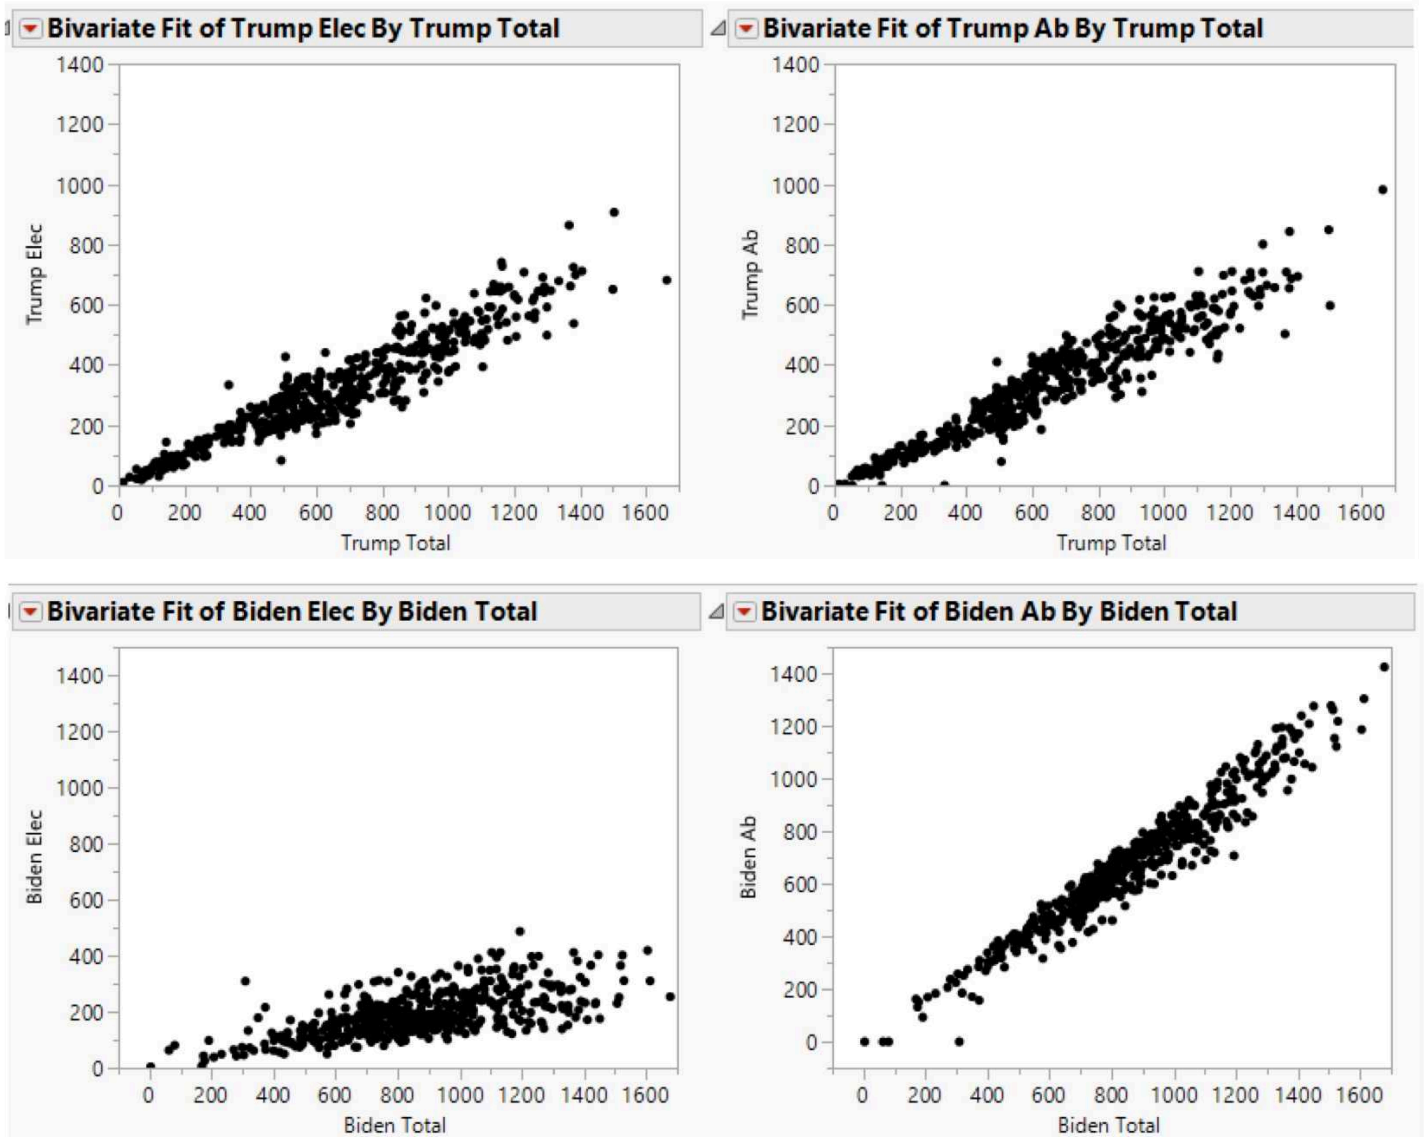 Bivariate Fit of Trump Elec By Trump Total
1400
1200
1000
800
600
400
200
0
Trump Elec
0 200 400 600 800 1000 1200 1400 1600
Trump Total
Bivariate Fit of Trump Ab By Trump Total
1400
1200
1000
800
600
400
200
0
Trump Ab
0 200 400 600 800 1000 1200 1400 1600
Trump Total
Bivariate Fit of Biden Elec By Biden Total
1400
1200
1000
800
600
400
200
0
Biden Elec
0 200 400 600 800 1000 1200 1400 1600
Biden Total
Bivariate Fit of Biden Ab By Biden Total
1400
1200
1000
800
600
400
200
0
Biden Ab
0 200 400 600 800 1000 1200 1400 1600
Biden Total